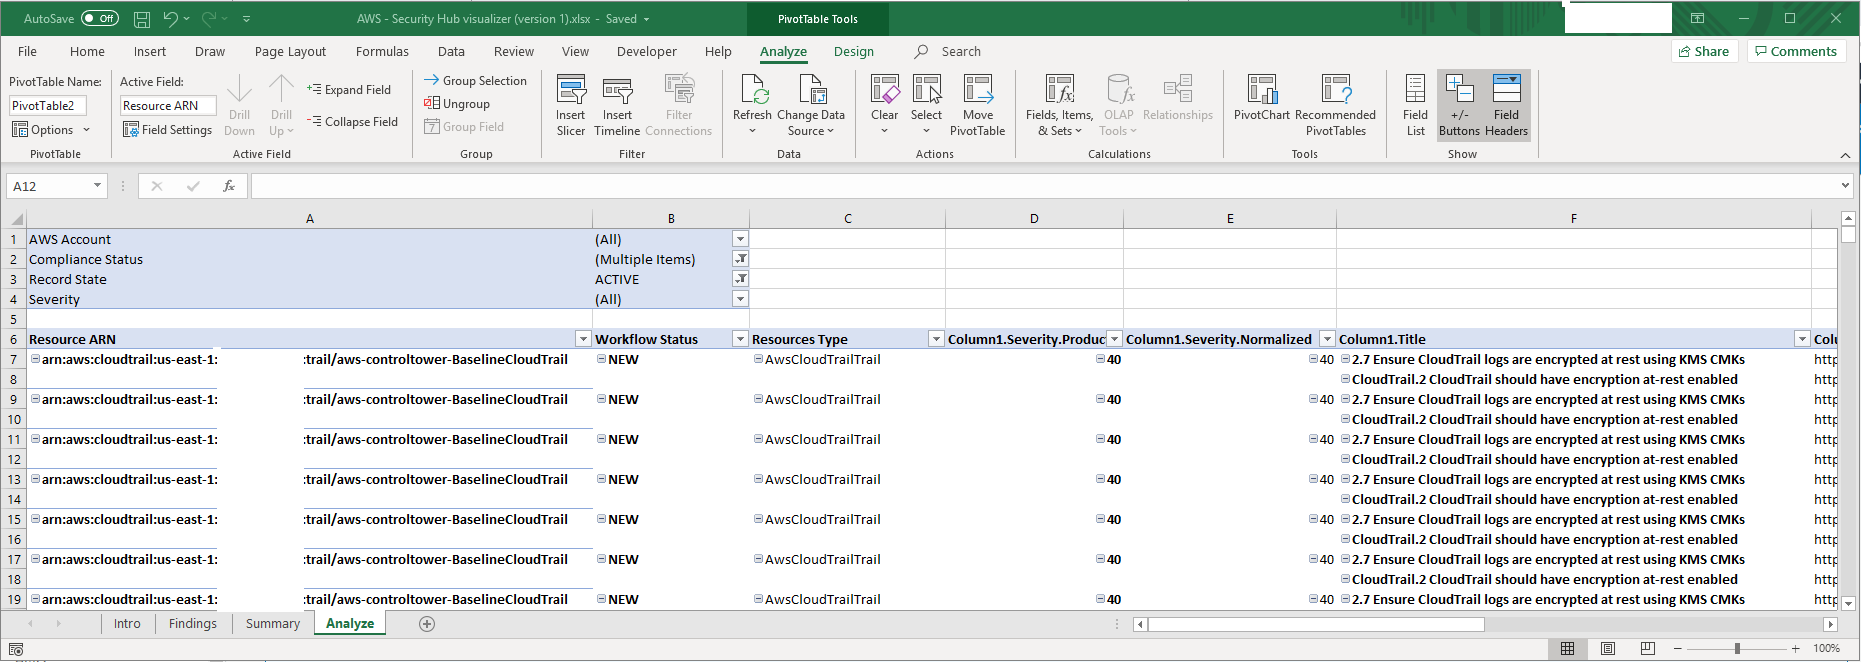 AutoSave Off AWS - Security Hub visualizer (version 1).xlsx - Saved PivotTable Tools
File Home Insert Draw Page Layout Formulas Data Review View Developer Help Analyze Design Search Share Comments
PivotTable Name: Active Field:
PivotTable2 Resource ARN
Options Field Settings
Drill Down Drill Up
Expand Field
Collapse Field
Group Selection
Ungroup
Group Field
Insert Slicer Insert Timeline Filter Connections
Refresh Change Data Source
Clear Select Move PivotTable
Fields, Items, & Sets OLAP Tools Relationships
PivotChart Recommended PivotTables
Field List +/- Buttons Field Headers
PivotTable Active Field Group Filter Data Actions Calculations Tools Show
A12 fx
A B C D E F
1 AWS Account (All)
2 Compliance Status (Multiple Items)
3 Record State ACTIVE
4 Severity (All)
5
6 Resource ARN Workflow Status Resources Type Column1.Severity.Produc Column1.Severity.Normalized Column1.Title Colu
7 arn:aws:cloudtrail:us-east-1: :trail/aws-controltower-BaselineCloudTrail NEW AwsCloudTrailTrail 40 40 2.7 Ensure CloudTrail logs are encrypted at rest using KMS CMKs http
8 CloudTrail.2 CloudTrail should have encryption at-rest enabled http
9 arn:aws:cloudtrail:us-east-1: :trail/aws-controltower-BaselineCloudTrail NEW AwsCloudTrailTrail 40 40 2.7 Ensure CloudTrail logs are encrypted at rest using KMS CMKs http
10 CloudTrail.2 CloudTrail should have encryption at-rest enabled http
11 arn:aws:cloudtrail:us-east-1: :trail/aws-controltower-BaselineCloudTrail NEW AwsCloudTrailTrail 40 40 2.7 Ensure CloudTrail logs are encrypted at rest using KMS CMKs http
12 CloudTrail.2 CloudTrail should have encryption at-rest enabled http
13 arn:aws:cloudtrail:us-east-1: :trail/aws-controltower-BaselineCloudTrail NEW AwsCloudTrailTrail 40 40 2.7 Ensure CloudTrail logs are encrypted at rest using KMS CMKs http
14 CloudTrail.2 CloudTrail should have encryption at-rest enabled http
15 arn:aws:cloudtrail:us-east-1: :trail/aws-controltower-BaselineCloudTrail NEW AwsCloudTrailTrail 40 40 2.7 Ensure CloudTrail logs are encrypted at rest using KMS CMKs http
16 CloudTrail.2 CloudTrail should have encryption at-rest enabled http
17 arn:aws:cloudtrail:us-east-1: :trail/aws-controltower-BaselineCloudTrail NEW AwsCloudTrailTrail 40 40 2.7 Ensure CloudTrail logs are encrypted at rest using KMS CMKs http
18 CloudTrail.2 CloudTrail should have encryption at-rest enabled http
19 arn:aws:cloudtrail:us-east-1: :trail/aws-controltower-BaselineCloudTrail NEW AwsCloudTrailTrail 40 40 2.7 Ensure CloudTrail logs are encrypted at rest using KMS CMKs http
Intro Findings Summary Analyze
100%